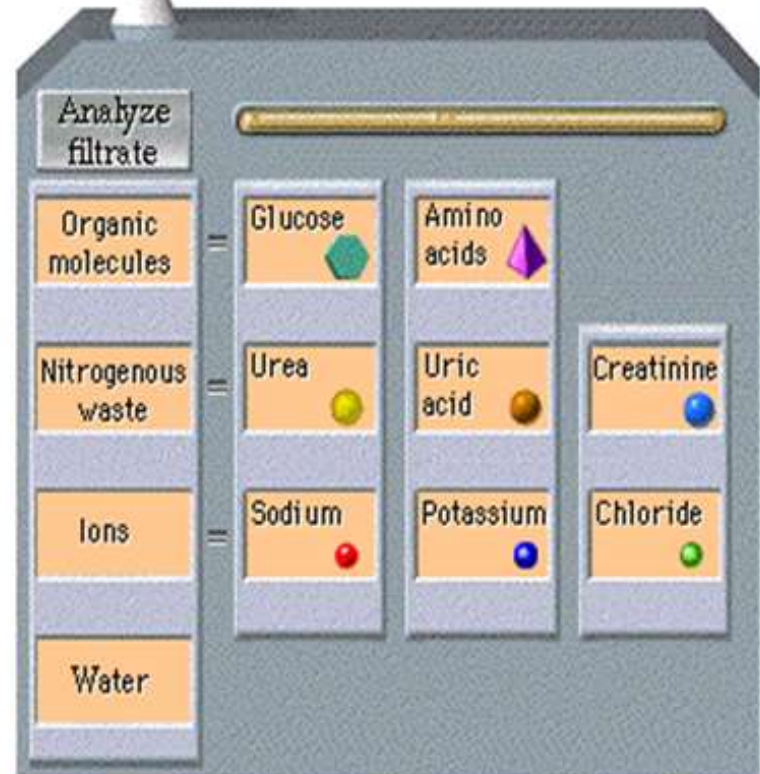 Analyze
filtrate
Organic
molecules
=
Glucose
Amino
acids
Nitrogenous
waste
=
Urea
Uric
acid
Creatinine
Ions
=
Sodium
Potassium
Chloride
Water